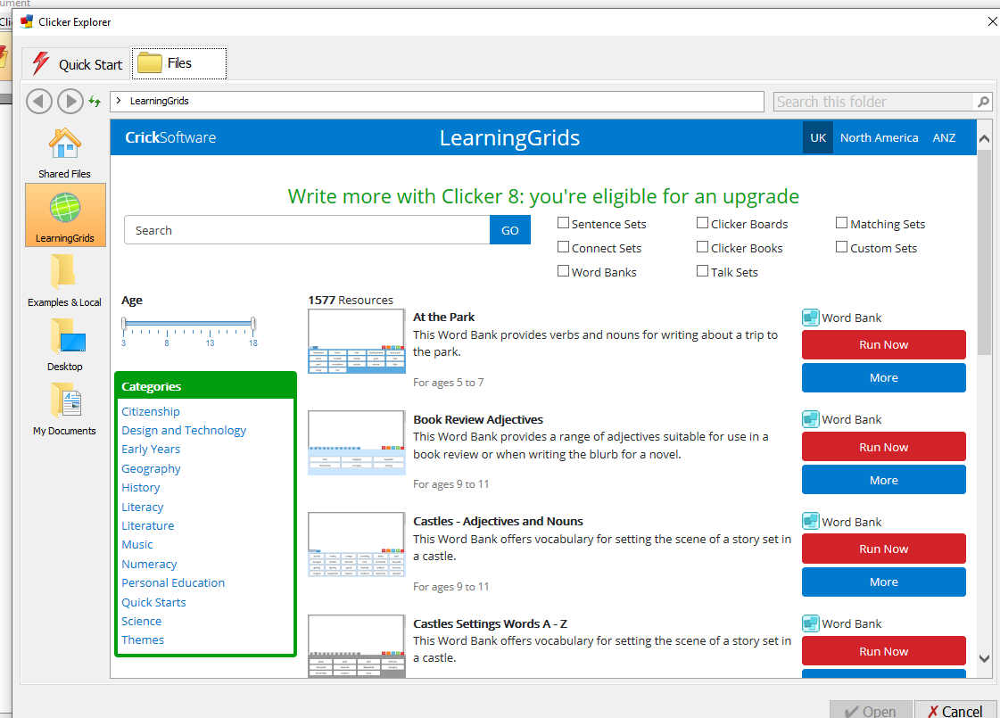 ument
Cli
Clicker Explorer
Quick Start
Files
LearningGrids
Search this folder
Shared Files
LearningGrids
Examples & Local
Desktop
My Documents
CrickSoftware
LearningGrids
UK
North America
ANZ
Write more with Clicker 8: you're eligible for an upgrade
Search
GO
Sentence Sets
Clicker Boards
Matching Sets
Connect Sets
Clicker Books
Custom Sets
Word Banks
Talk Sets
Age
3 8 13 18
Categories
Citizenship
Design and Technology
Early Years
Geography
History
Literacy
Literature
Music
Numeracy
Personal Education
Quick Starts
Science
Themes
1577 Resources
At the Park
This Word Bank provides verbs and nouns for writing about a trip to
the park.
For ages 5 to 7
Word Bank
Run Now
More
Book Review Adjectives
This Word Bank provides a range of adjectives suitable for use in a
book review or when writing the blurb for a novel.
For ages 9 to 11
Word Bank
Run Now
More
Castles - Adjectives and Nouns
This Word Bank offers vocabulary for setting the scene of a story set in
a castle.
For ages 9 to 11
Word Bank
Run Now
More
Castles Settings Words A - Z
This Word Bank offers vocabulary for setting the scene of a story set in
a castle.
Word Bank
Run Now
Open
Cancel